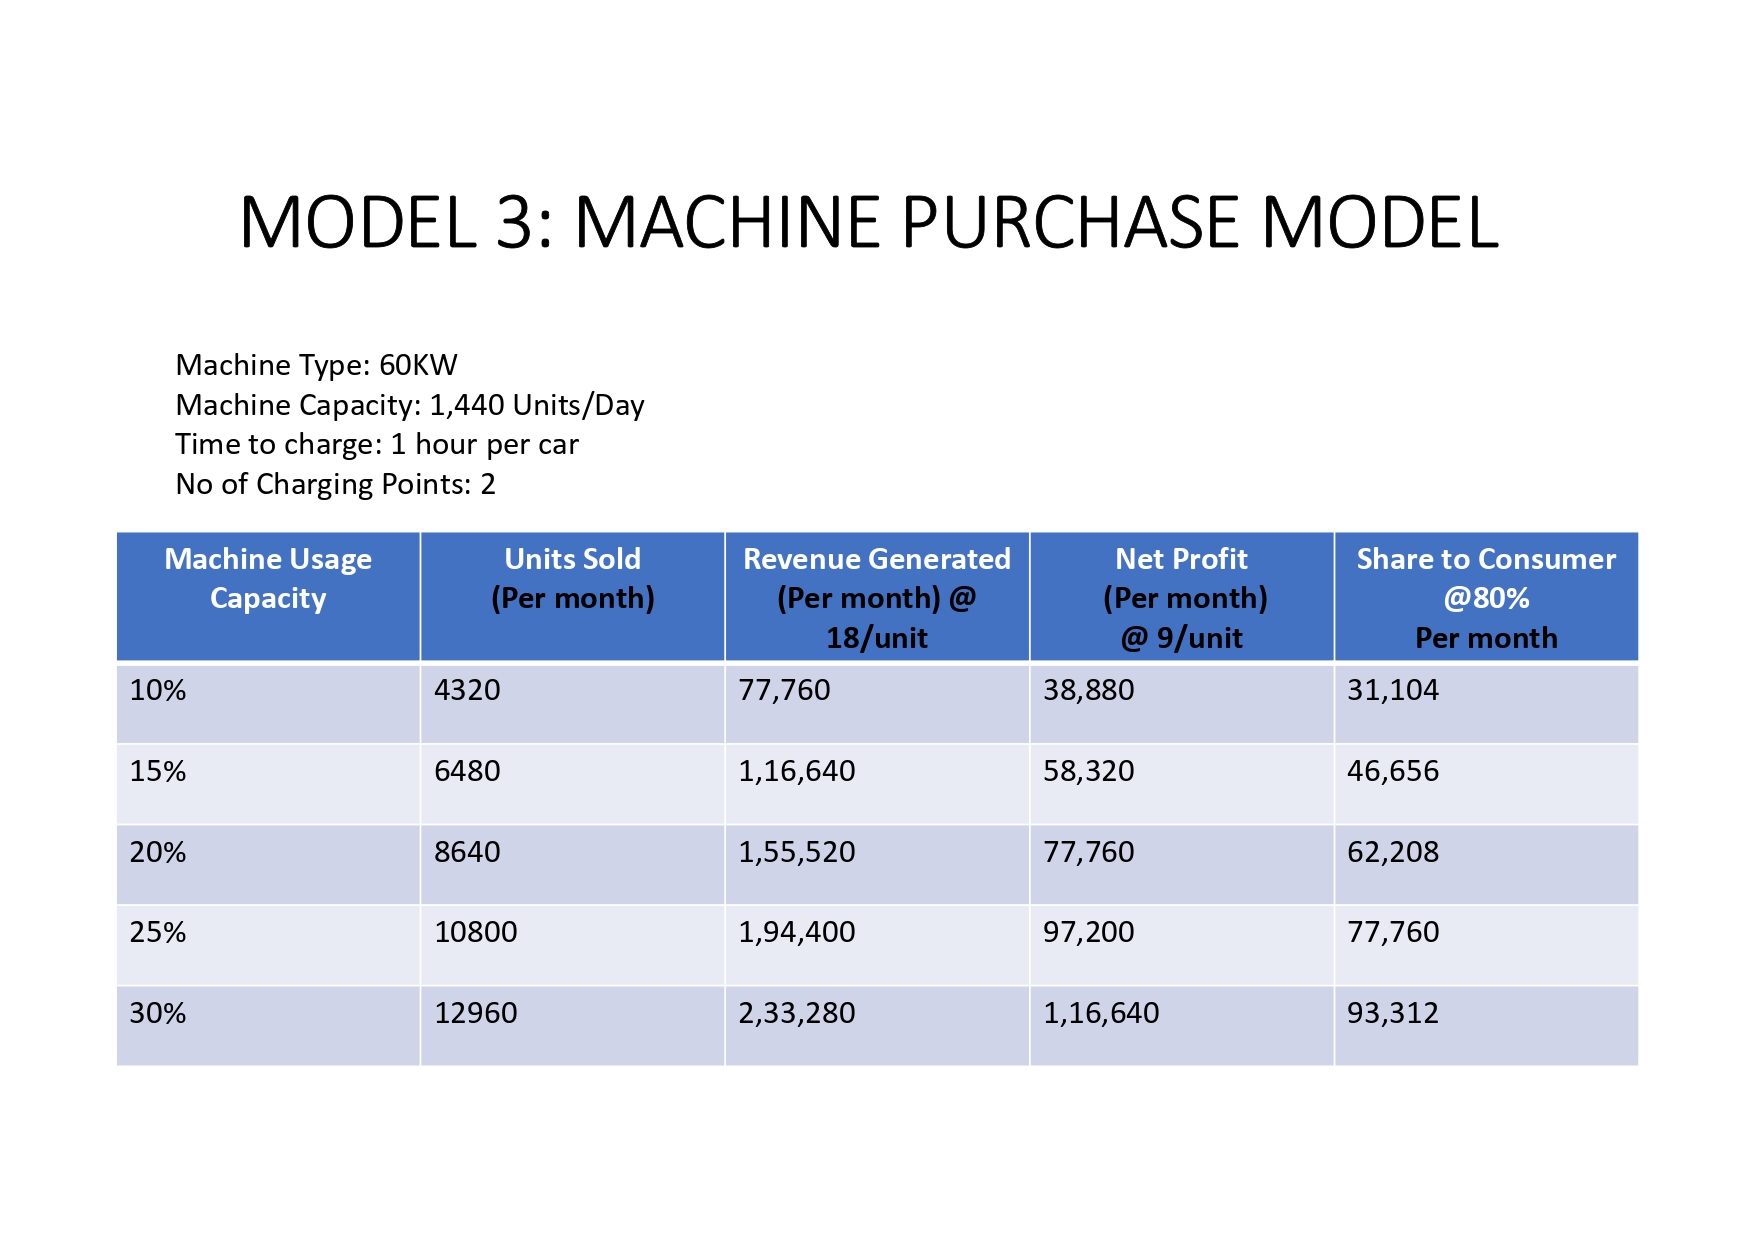 MODEL 3: MACHINE PURCHASE MODEL
Machine Type: 60KW
Machine Capacity: 1,440 Units/Day
Time to charge: 1 hour per car
No of Charging Points: 2
Machine Usage
Capacity
Units Sold
(Per month)
Revenue Generated
(Per month) @
18/unit
Net Profit
(Per month)
@ 9/unit
Share to Consumer
@80%
Per month
10% 4320 77,760 38,880 31,104
15% 6480 1,16,640 58,320 46,656
20% 8640 1,55,520 77,760 62,208
25% 10800 1,94,400 97,200 77,760
30% 12960 2,33,280 1,16,640 93,312